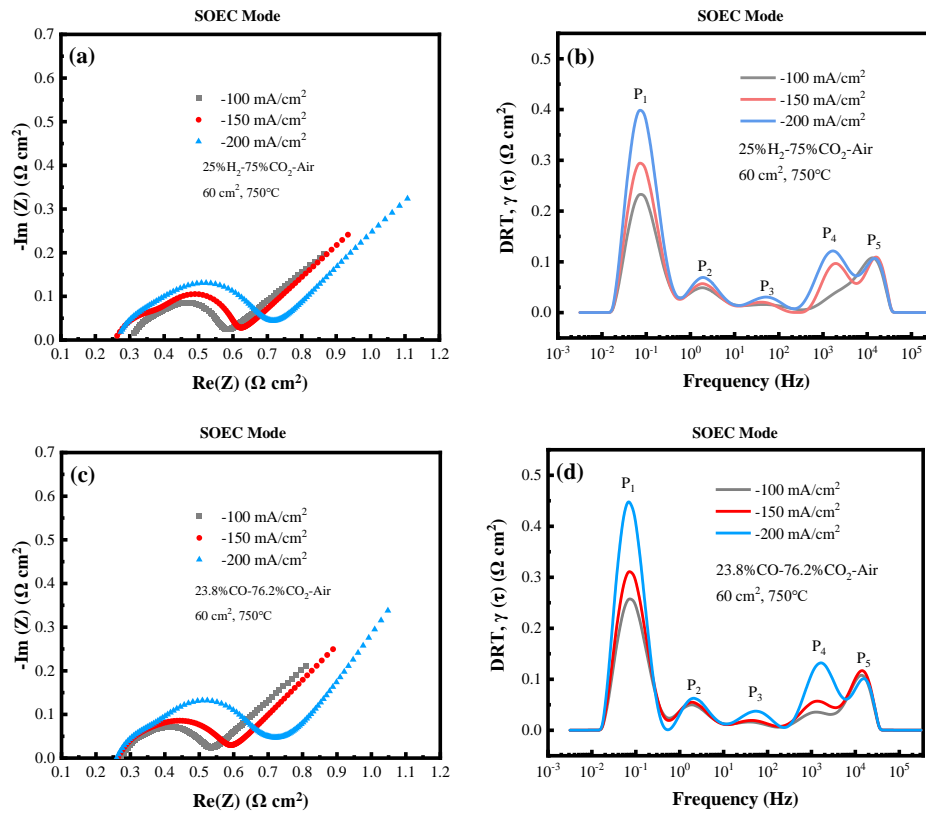 SOEC Mode
(a)
-100 mA/cm²
-150 mA/cm²
-200 mA/cm²
25%H₂-75%CO₂-Air
60 cm², 750℃
-Im (Z) (Ω cm²)
0.7
0.6
0.5
0.4
0.3
0.2
0.1
0.0
0.1 0.2 0.3 0.4 0.5 0.6 0.7 0.8 0.9 1.0 1.1 1.2
Re(Z) (Ω cm²)
SOEC Mode
(b)
-100 mA/cm²
-150 mA/cm²
-200 mA/cm²
25%H₂-75%CO₂-Air
60 cm², 750℃
P₁
P₂
P₃
P₄
P₅
DRT, γ (τ) (Ω cm²)
0.5
0.4
0.3
0.2
0.1
0.0
10⁻³ 10⁻² 10⁻¹ 10⁰ 10¹ 10² 10³ 10⁴ 10⁵
Frequency (Hz)
SOEC Mode
(c)
-100 mA/cm²
-150 mA/cm²
-200 mA/cm²
23.8%CO-76.2%CO₂-Air
60 cm², 750℃
-Im (Z) (Ω cm²)
0.7
0.6
0.5
0.4
0.3
0.2
0.1
0.0
0.1 0.2 0.3 0.4 0.5 0.6 0.7 0.8 0.9 1.0 1.1 1.2
Re(Z) (Ω cm²)
SOEC Mode
(d)
-100 mA/cm²
-150 mA/cm²
-200 mA/cm²
23.8%CO-76.2%CO₂-Air
60 cm², 750℃
P₁
P₂
P₃
P₄
P₅
DRT, γ (τ) (Ω cm²)
0.5
0.4
0.3
0.2
0.1
0.0
10⁻³ 10⁻² 10⁻¹ 10⁰ 10¹ 10² 10³ 10⁴ 10⁵
Frequency (Hz)